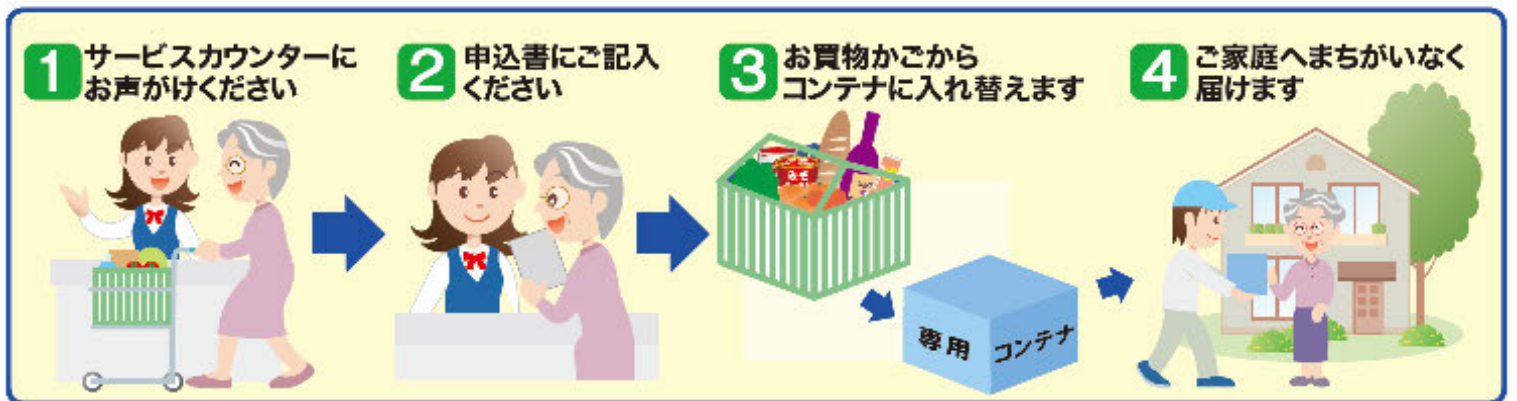 1 サービスカウンターに
お声がけください
2 申込書にご記入
ください
3 お買物かごから
コンテナに入れ替えます
4 ご家庭へまちがいなく
届けます
みそ
専用 コンテナ